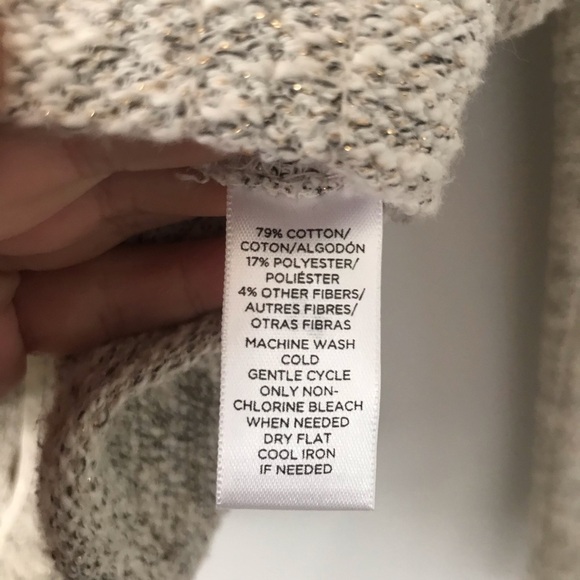 79% COTTON/
COTON/ALGODÓN
17% POLYESTER/
POLIÉSTER
4% OTHER FIBERS/
AUTRES FIBRES/
OTRAS FIBRAS
MACHINE WASH
COLD
GENTLE CYCLE
ONLY NON-
CHLORINE BLEACH
WHEN NEEDED
DRY FLAT
COOL IRON
IF NEEDED